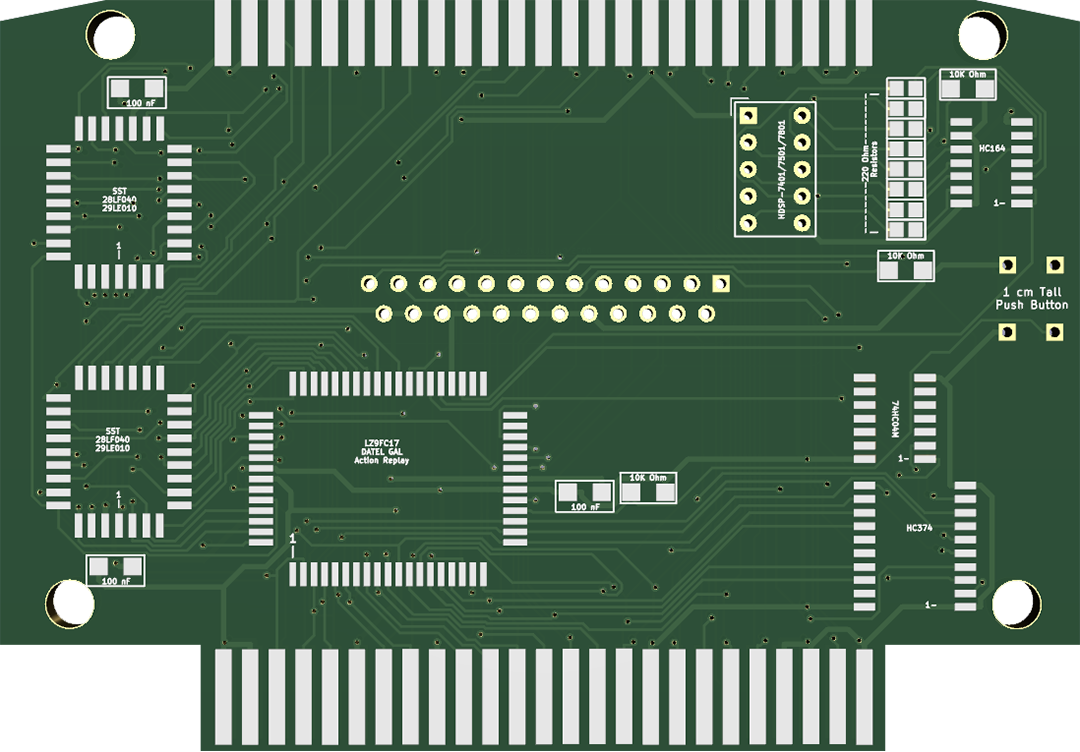 10K Ohm
100 nF
HC164
220 Ohm
Resistors
HDSP-7401/7501/7801
SST
28LF040
29LE010
1-
1
10K Ohm
1 cm Tall
Push Button
74HC04M
SST
28LF040
29LE010
LZ9FC17
DATEL GAL
Action Replay
1-
10K Ohm
1
100 nF
HC374
1
100 nF
1-